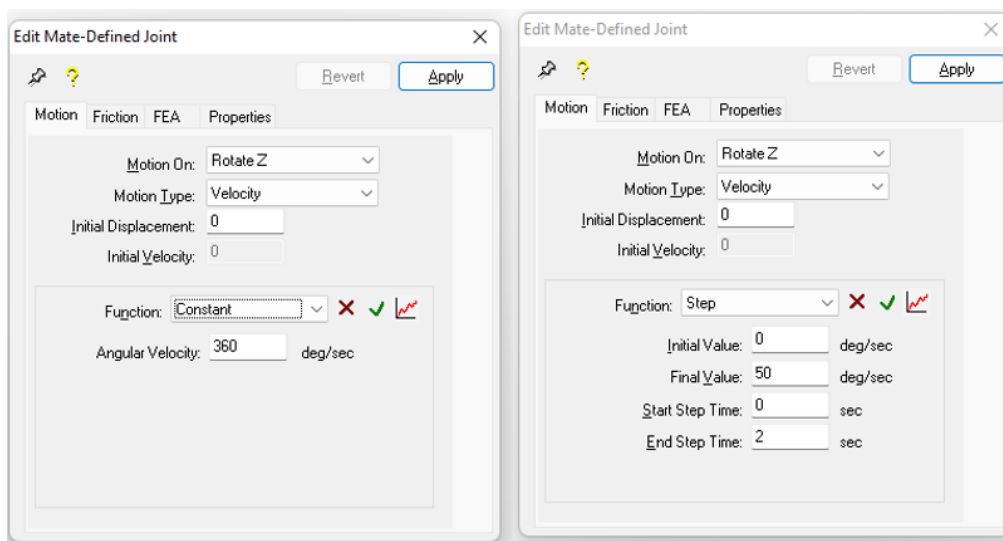 Edit Mate-Defined Joint
?
Revert
Apply
Motion
Friction
FEA
Properties
Motion On: Rotate Z
Motion Type: Velocity
Initial Displacement: 0
Initial Velocity: 0
Function: Constant
Angular Velocity: 360 deg/sec
Edit Mate-Defined Joint
?
Revert
Apply
Motion
Friction
FEA
Properties
Motion On: Rotate Z
Motion Type: Velocity
Initial Displacement: 0
Initial Velocity: 0
Function: Step
Initial Value: 0 deg/sec
Final Value: 50 deg/sec
Start Step Time: 0 sec
End Step Time: 2 sec